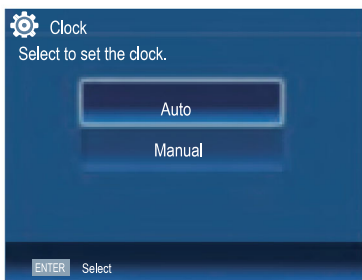 Clock
Select to set the clock.
Auto
Manual
ENTER Select